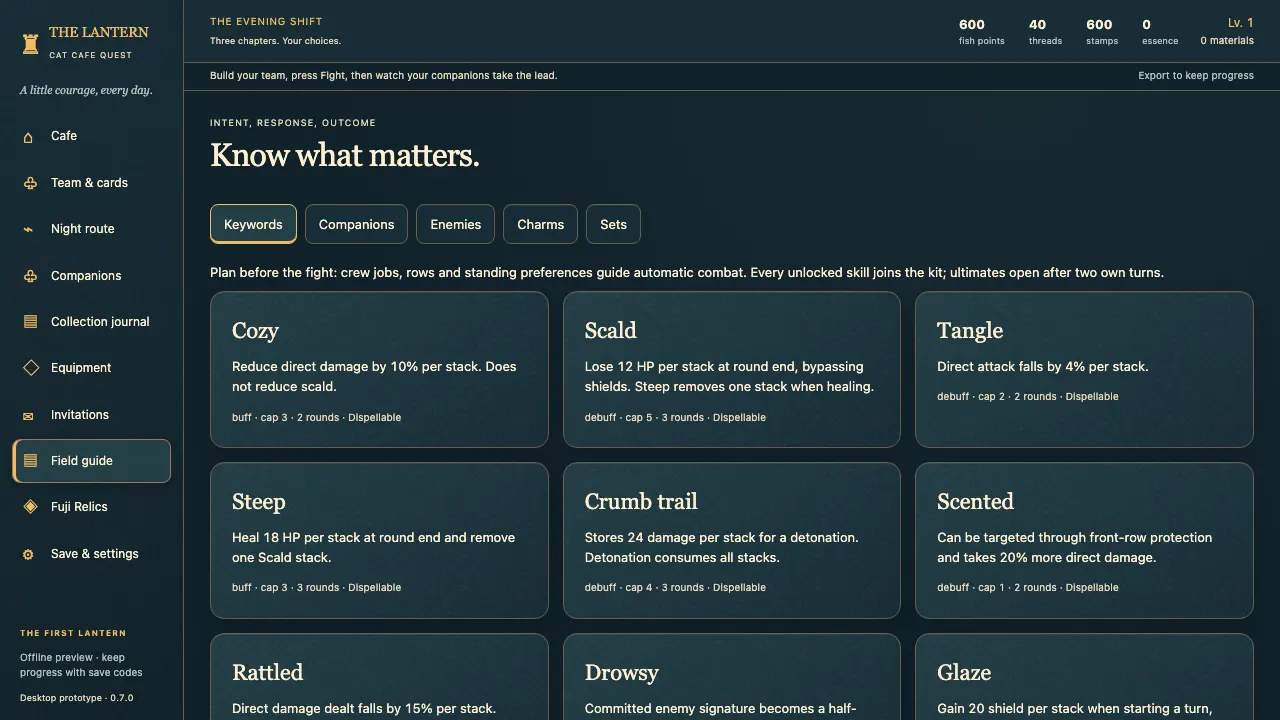 THE LANTERN
CAT CAFE QUEST
A little courage, every day.
Cafe
Team & cards
Night route
Companions
Collection journal
Equipment
Invitations
Field guide
Fuji Relics
Save & settings
THE FIRST LANTERN
Offline preview · keep
progress with save codes
Desktop prototype · 0.7.0
THE EVENING SHIFT
Three chapters. Your choices.
600
fish points
40
threads
600
stamps
0
essence
Lv. 1
0 materials
Build your team, press Fight, then watch your companions take the lead.
Export to keep progress
INTENT, RESPONSE, OUTCOME
Know what matters.
Keywords
Companions
Enemies
Charms
Sets
Plan before the fight: crew jobs, rows and standing preferences guide automatic combat. Every unlocked skill joins the kit; ultimates open after two own turns.
Cozy
Reduce direct damage by 10% per stack. Does
not reduce scald.
buff · cap 3 · 2 rounds · Dispellable
Scald
Lose 12 HP per stack at round end, bypassing
shields. Steep removes one stack when healing.
debuff · cap 5 · 3 rounds · Dispellable
Tangle
Direct attack falls by 4% per stack.
debuff · cap 2 · 2 rounds · Dispellable
Steep
Heal 18 HP per stack at round end and remove
one Scald stack.
buff · cap 3 · 3 rounds · Dispellable
Crumb trail
Stores 24 damage per stack for a detonation.
Detonation consumes all stacks.
debuff · cap 4 · 3 rounds · Dispellable
Scented
Can be targeted through front-row protection
and takes 20% more direct damage.
debuff · cap 1 · 2 rounds · Dispellable
Rattled
Direct damage dealt falls by 15% per stack.
Drowsy
Committed enemy signature becomes a half-
Glaze
Gain 20 shield per stack when starting a turn,